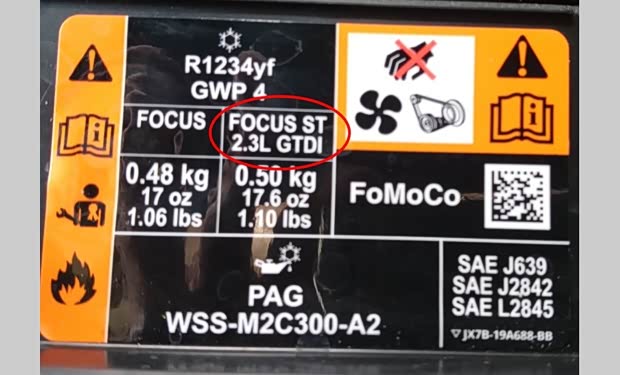 R1234yf
GWP 4
FOCUS
FOCUS ST
2.3L GTDI
0.48 kg
17 oz
1.06 lbs
0.50 kg
17.6 oz
1.10 lbs
FoMoCo
PAG
WSS-M2C300-A2
SAE J639
SAE J2842
SAE L2845
JX7B-19A688-BB